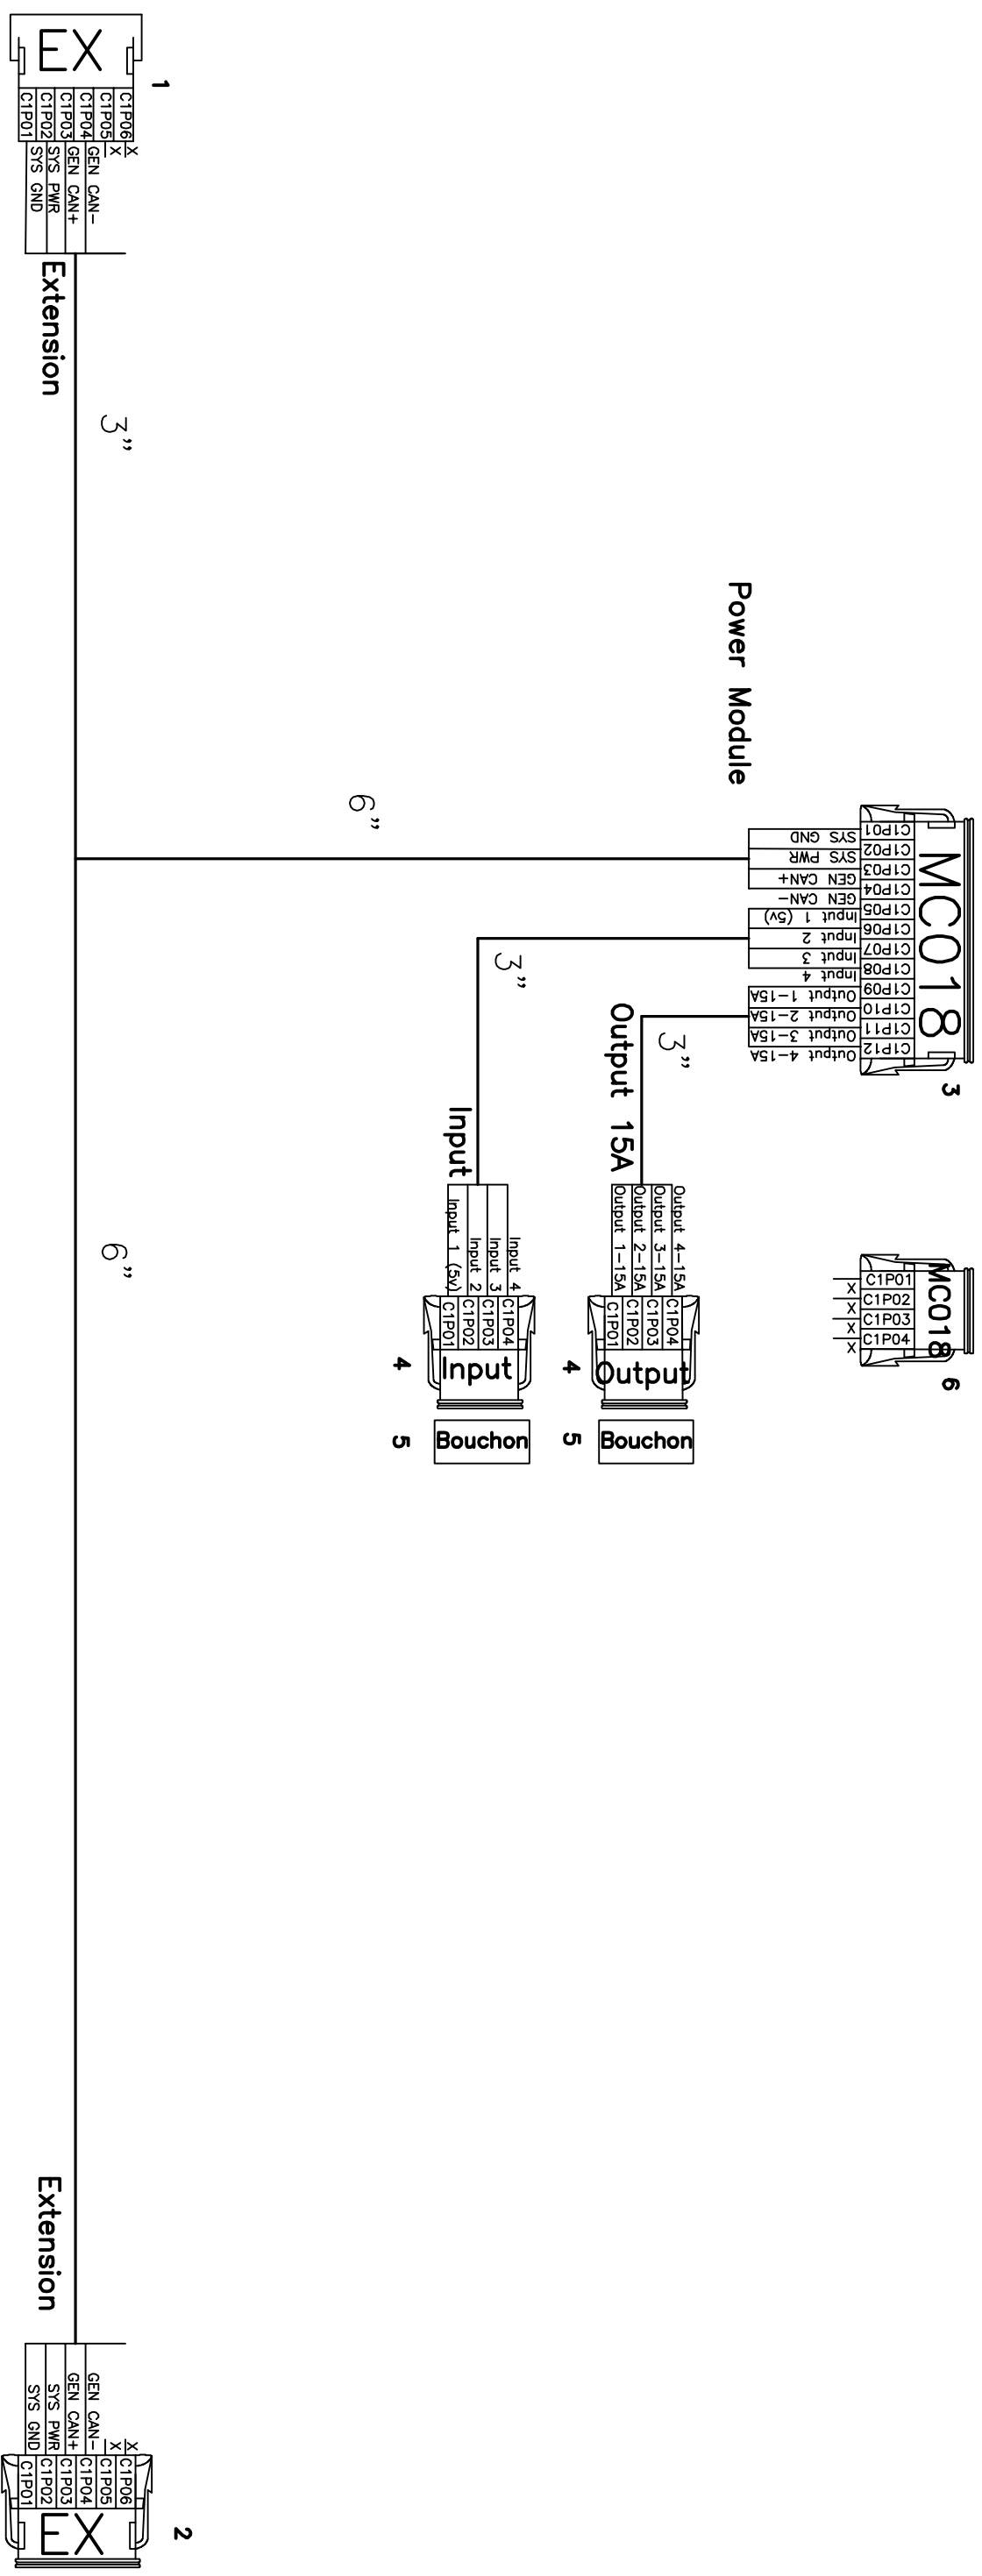 EX
1
C1P06 X
C1P05 X
C1P04 GEN CAN-
C1P03 GEN CAN+
C1P02 SYS PWR
C1P01 SYS GND
Extension
3"
Power Module
6"
MC018
3
C1P01 SYS GND
C1P02 SYS PWR
C1P03 GEN CAN+
C1P04 GEN CAN-
C1P05 Input 1 (5v)
C1P06 Input 2
C1P07 Input 3
C1P08 Input 4
C1P09 Output 1-15A
C1P10 Output 2-15A
C1P11 Output 3-15A
C1P12 Output 4-15A
3"
3"
Output 15A
Input
Output 4-15A C1P04
Output 3-15A C1P03
Output 2-15A C1P02
Output 1-15A C1P01
Output
4
Bouchon
5
Input 4 C1P04
Input 3 C1P03
Input 2 C1P02
Input 1 (5v) C1P01
Input
4
Bouchon
5
MC018
6
C1P01 X
C1P02 X
C1P03 X
C1P04 X
6"
Extension
X C1P06
X C1P05
GEN CAN- C1P04
GEN CAN+ C1P03
SYS PWR C1P02
SYS GND C1P01
EX
2